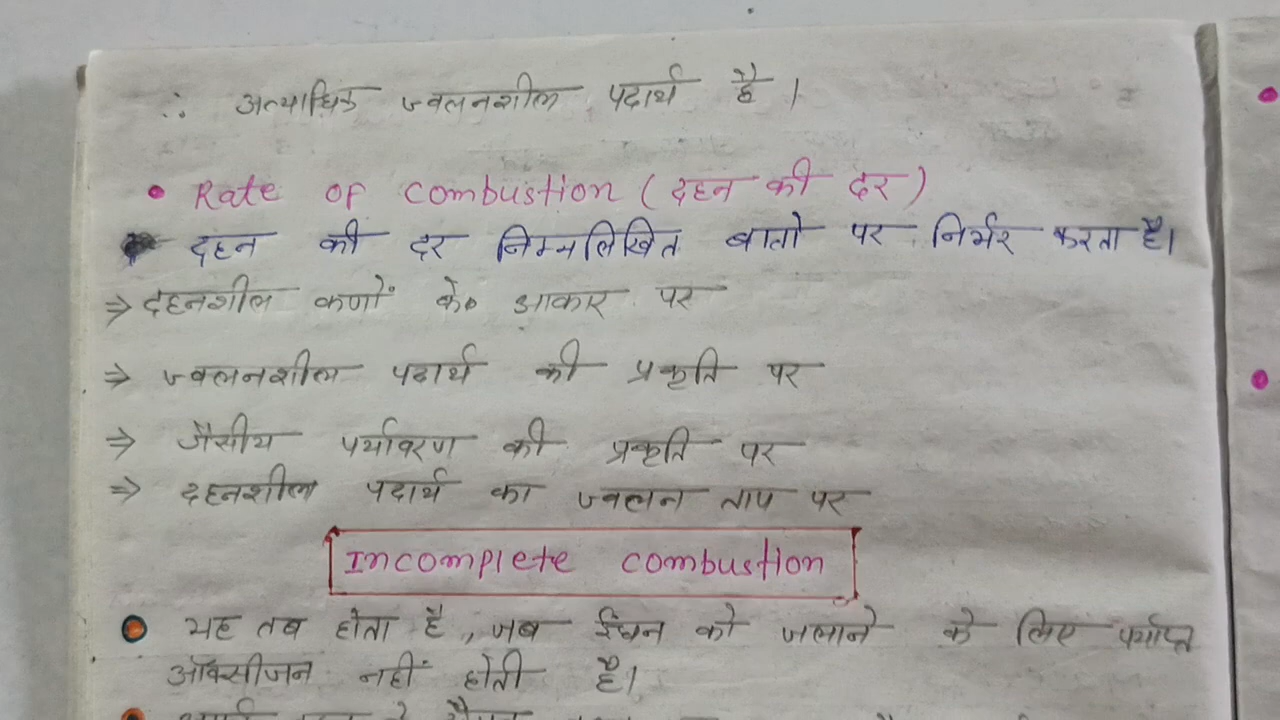 ∴ अत्याधिक ज्वलनशील पदार्थ है।
• Rate of combustion (दहन की दर)
दहन की दर निम्नलिखित बातो पर निर्भर करता है।
⇒ दहनशील कणों के आकार पर
⇒ ज्वलनशील पदार्थ की प्रकृति पर
⇒ जैसीय पर्यावरण की प्रकृति पर
⇒ दहनशील पदार्थ का ज्वलन ताप पर
Incomplete combustion
यह तब होता है, जब ईंधन को जलाने के लिए पर्याप्त
ऑक्सीजन नहीं होती है।